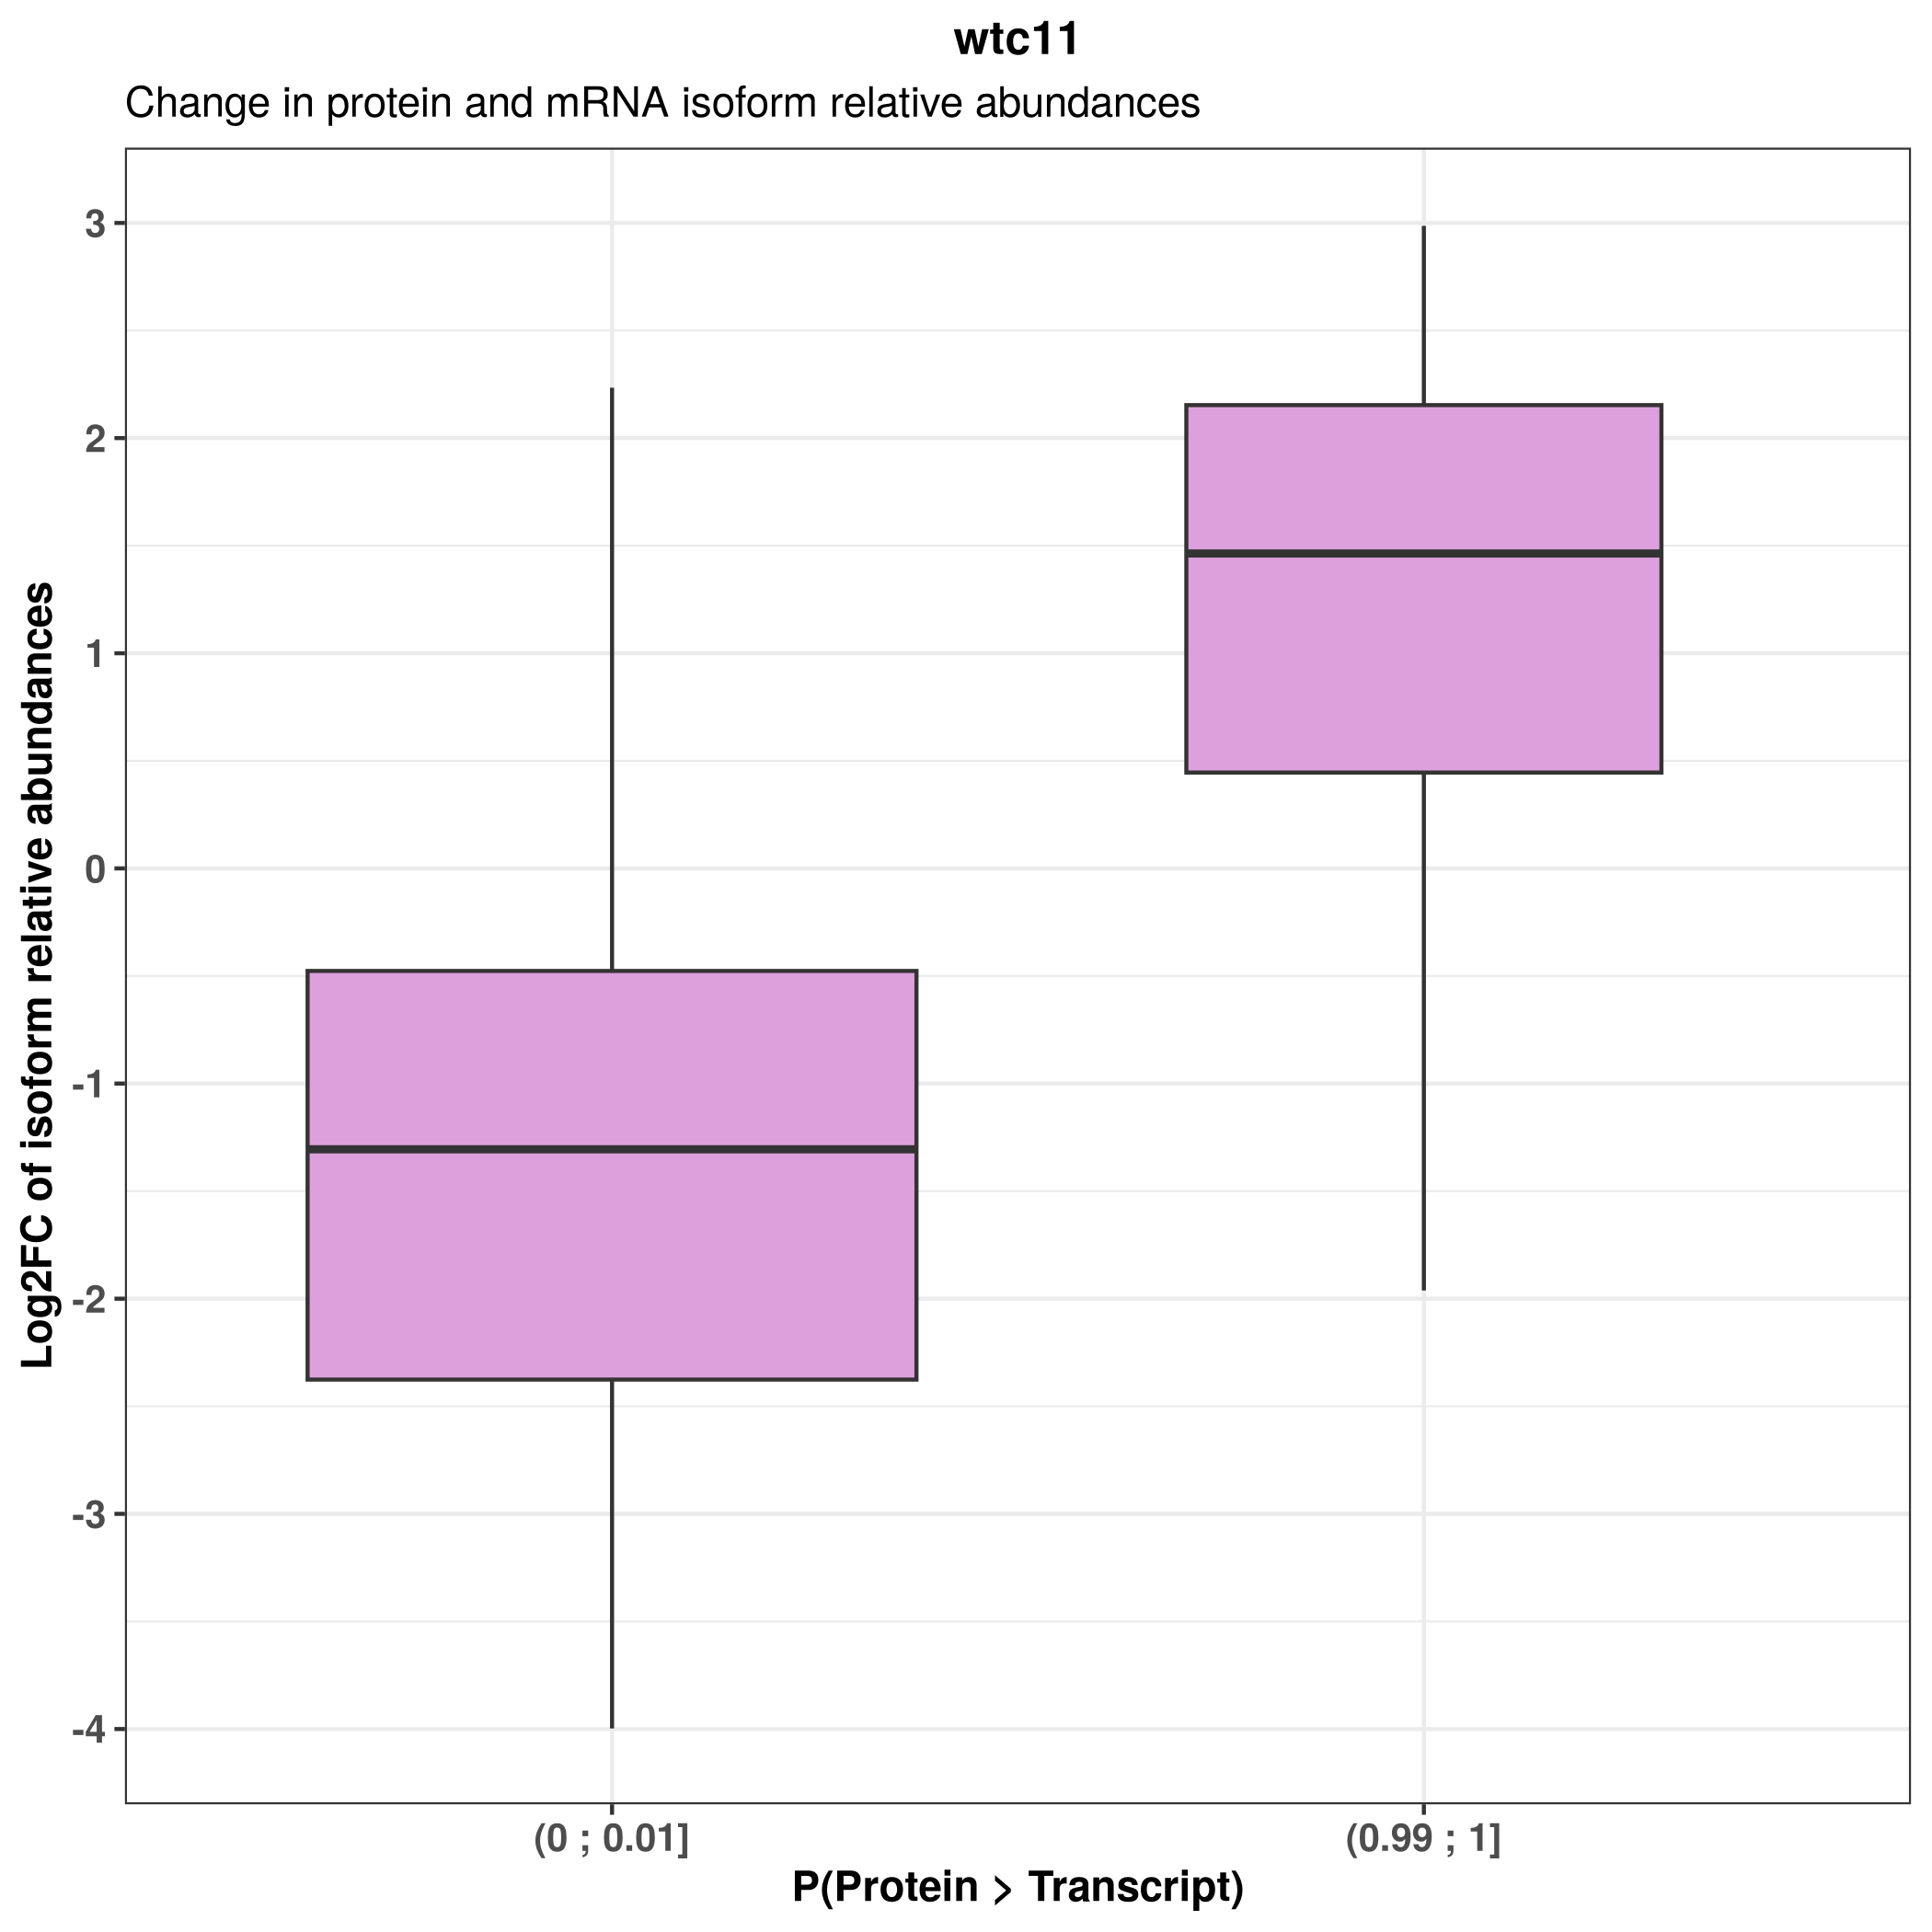 wtc11
Change in protein and mRNA isoform relative abundances
Log2FC of isoform relative abundances
3
2
1
0
-1
-2
-3
-4
(0 ; 0.01]
(0.99 ; 1]
P(Protein > Transcript)